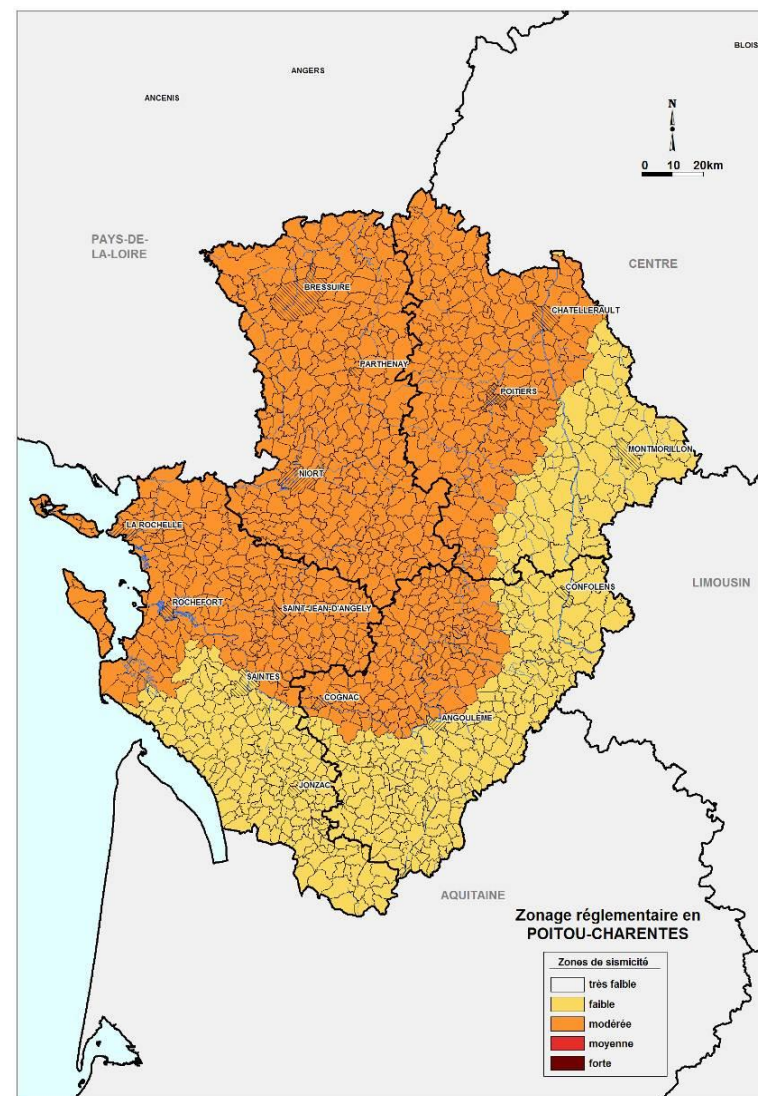 BLOIS
ANGERS
ANCENIS
N
0 10 20km
PAYS-DE-
LA-LOIRE
CENTRE
BRESSUIRE
CHATELLERAULT
PARTHENAY
POITIERS
MONTMORILLON
NIORT
LA ROCHELLE
LIMOUSIN
CONFOLENS
ROCHEFORT
SAINT-JEAN-D'ANGELY
SAINTES
COGNAC
ANGOULEME
JONZAC
AQUITAINE
Zonage réglementaire en
POITOU-CHARENTES
Zones de sismicité
très faible
faible
modérée
moyenne
forte